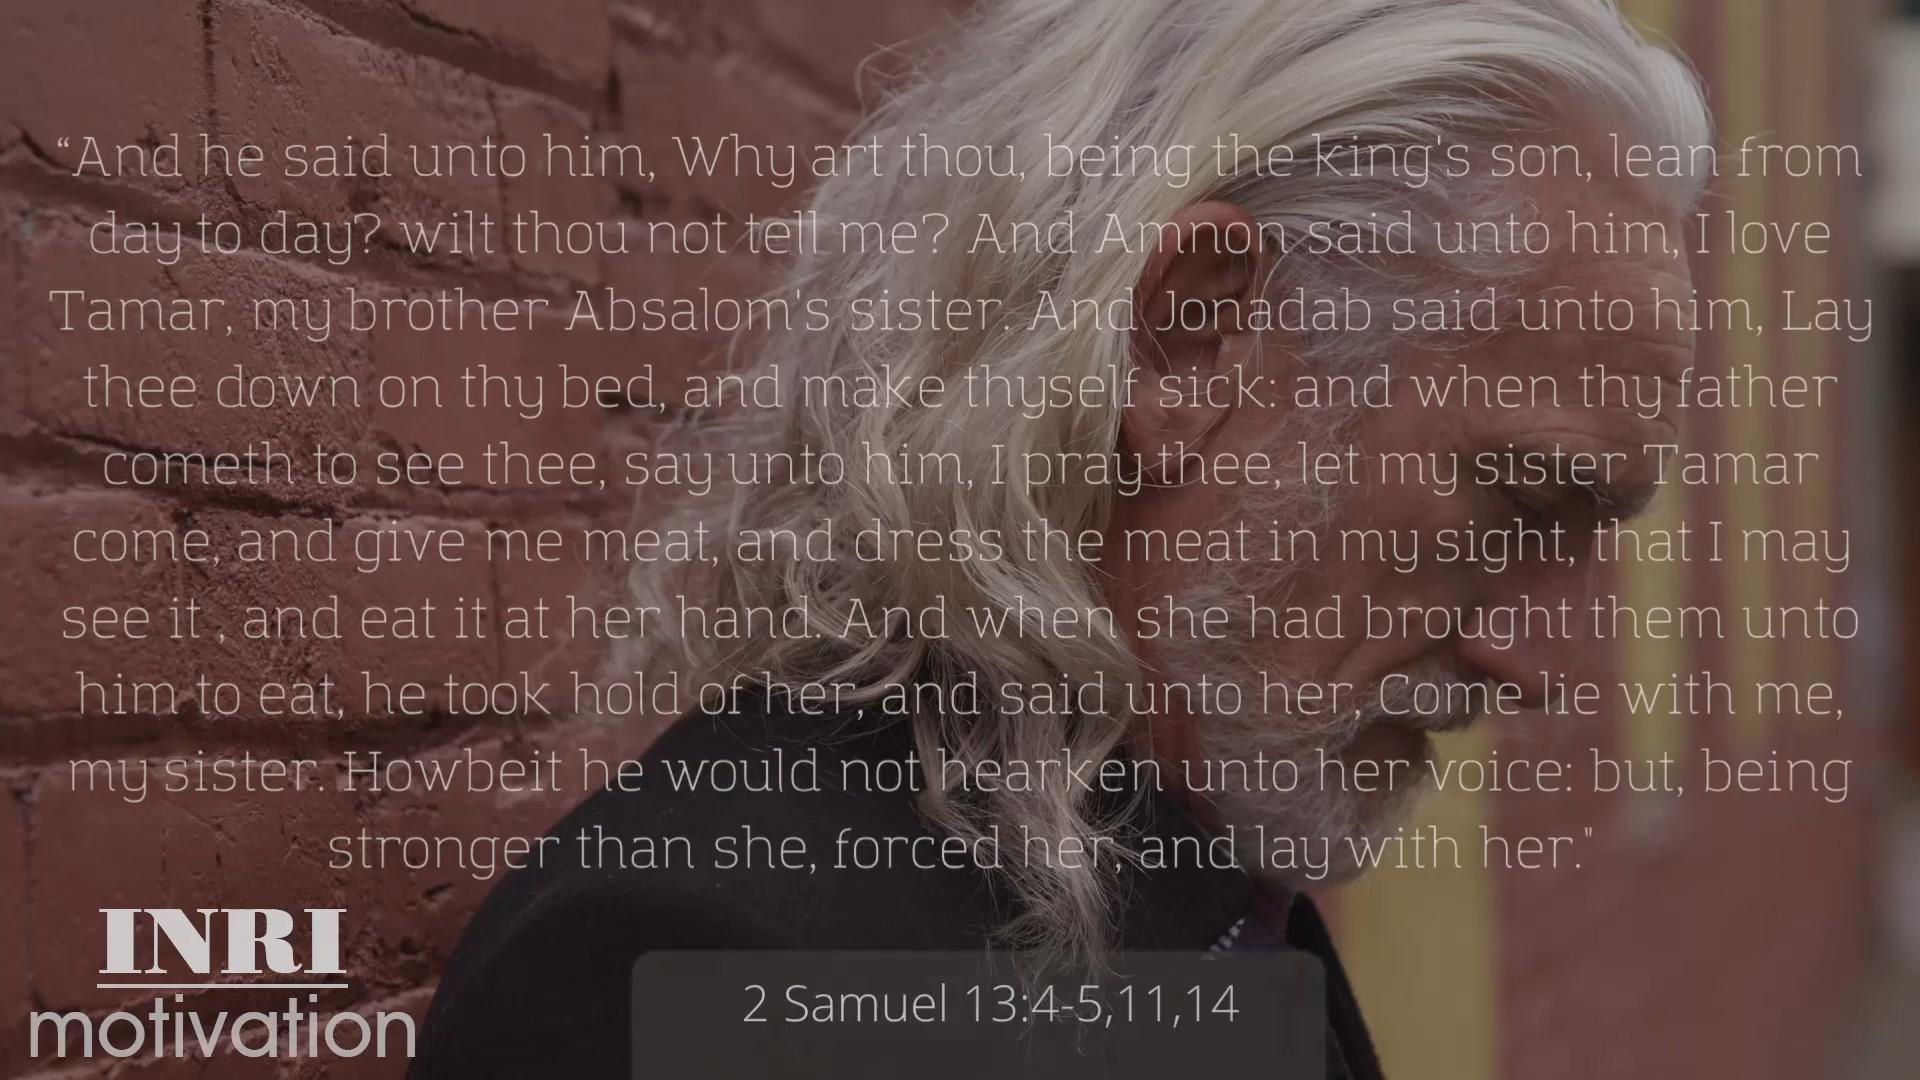 “And he said unto him, Why art thou, being the king's son, lean from
day to day? wilt thou not tell me? And Amnon said unto him, I love
Tamar, my brother Absalom's sister. And Jonadab said unto him, Lay
thee down on thy bed, and make thyself sick: and when thy father
cometh to see thee, say unto him, I pray thee, let my sister Tamar
come, and give me meat, and dress the meat in my sight, that I may
see it , and eat it at her hand. And when she had brought them unto
him to eat, he took hold of her, and said unto her, Come lie with me,
my sister. Howbeit he would not hearken unto her voice: but, being
stronger than she, forced her, and lay with her."
INRI
motivation
2 Samuel 13:4-5,11,14